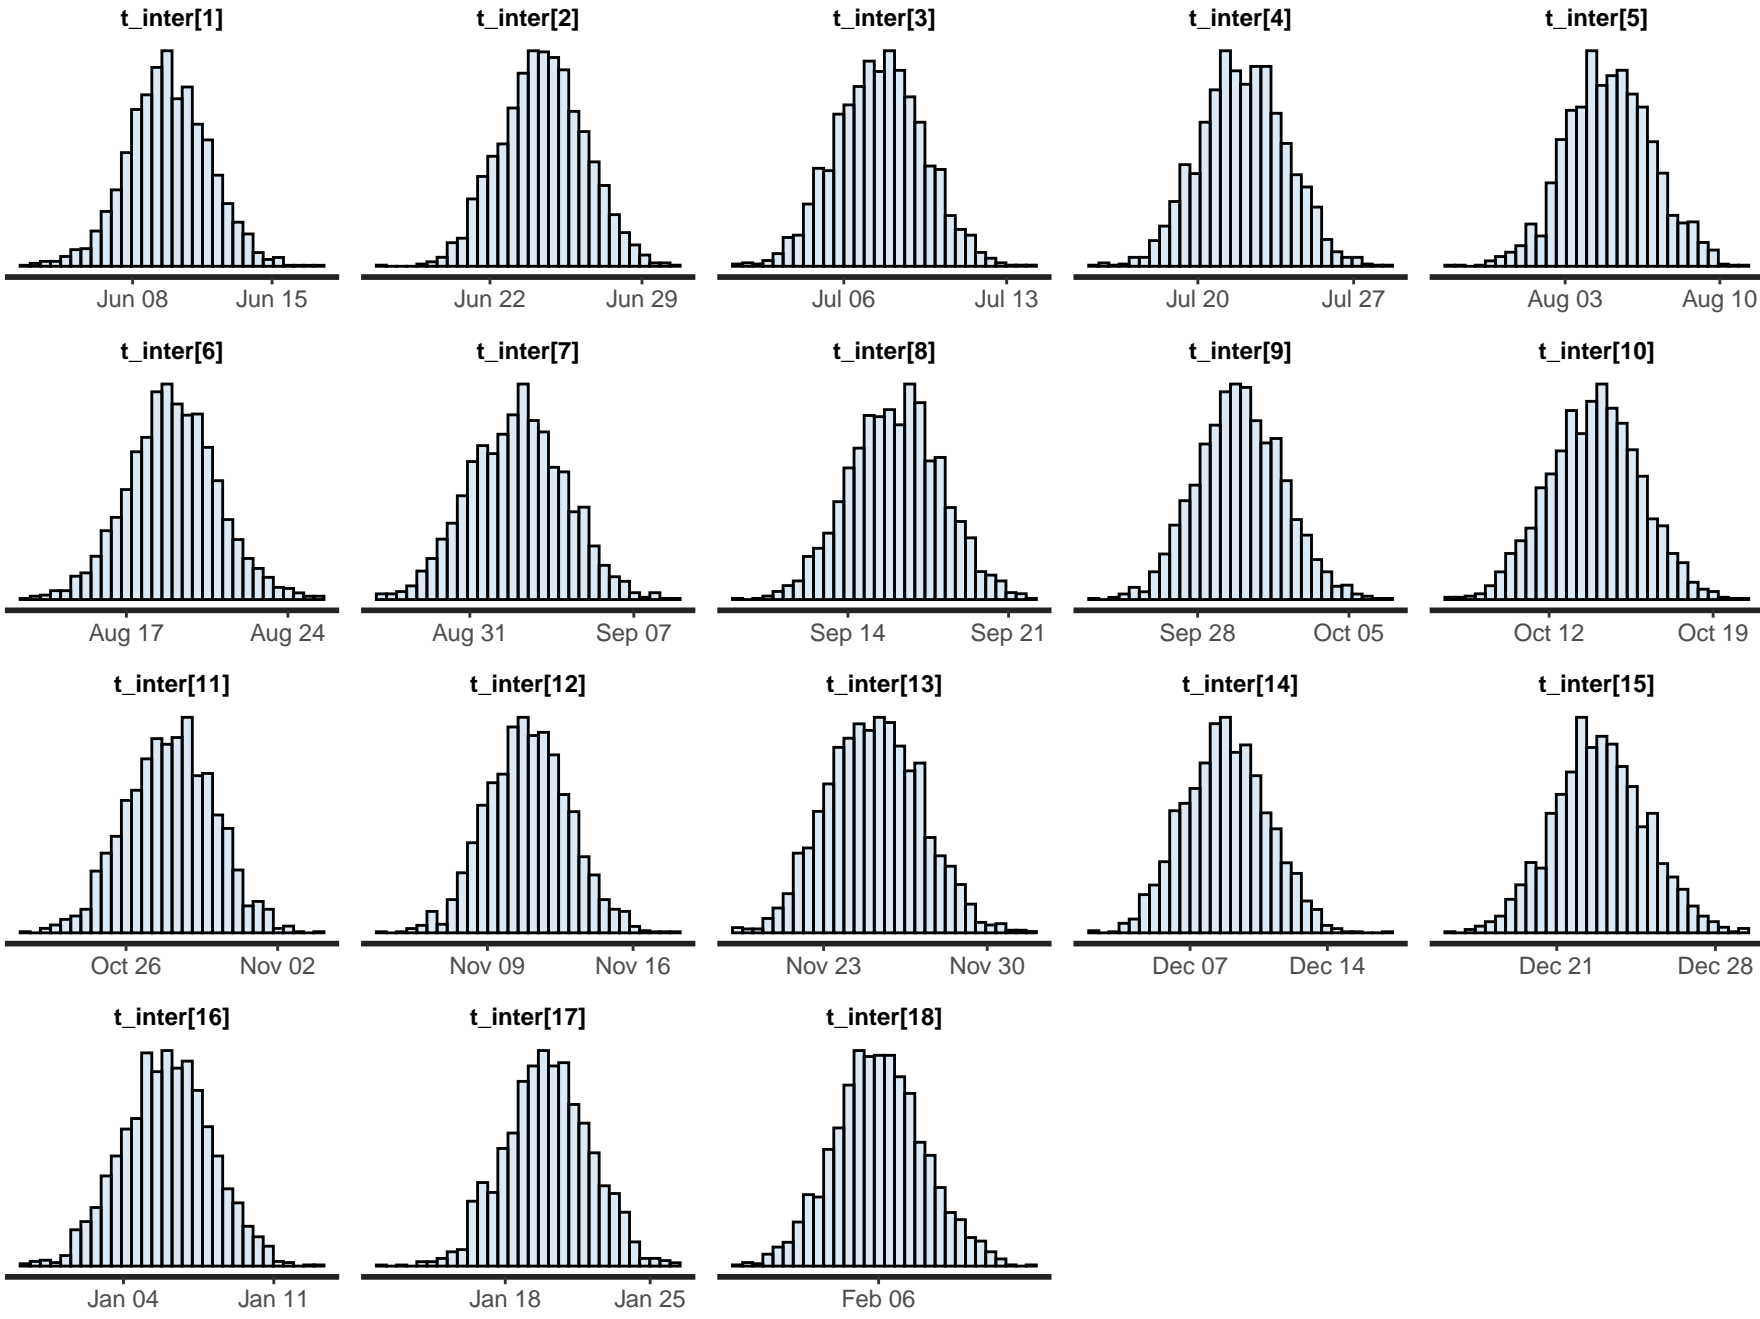 t_inter[1] t_inter[2] t_inter[3] t_inter[4] t_inter[5]
Jun 08 Jun 15 Jun 22 Jun 29 Jul 06 Jul 13 Jul 20 Jul 27 Aug 03 Aug 10
t_inter[6] t_inter[7] t_inter[8] t_inter[9] t_inter[10]
Aug 17 Aug 24 Aug 31 Sep 07 Sep 14 Sep 21 Sep 28 Oct 05 Oct 12 Oct 19
t_inter[11] t_inter[12] t_inter[13] t_inter[14] t_inter[15]
Oct 26 Nov 02 Nov 09 Nov 16 Nov 23 Nov 30 Dec 07 Dec 14 Dec 21 Dec 28
t_inter[16] t_inter[17] t_inter[18]
Jan 04 Jan 11 Jan 18 Jan 25 Feb 06